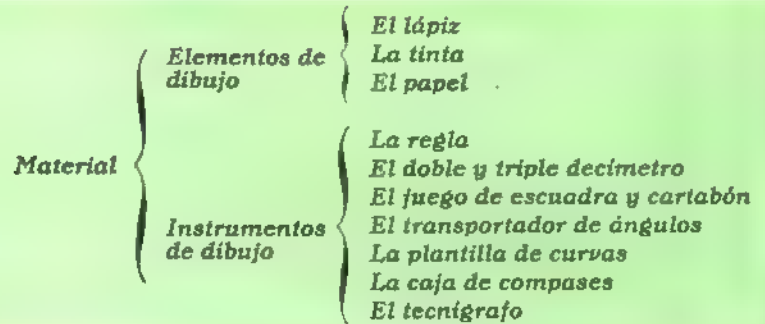 Material
Elementos de
dibujo
El lápiz
La tinta
El papel
Instrumentos
de dibujo
La regla
El doble y triple decímetro
El juego de escuadra y cartabón
El transportador de ángulos
La plantilla de curvas
La caja de compases
El tecnígrafo